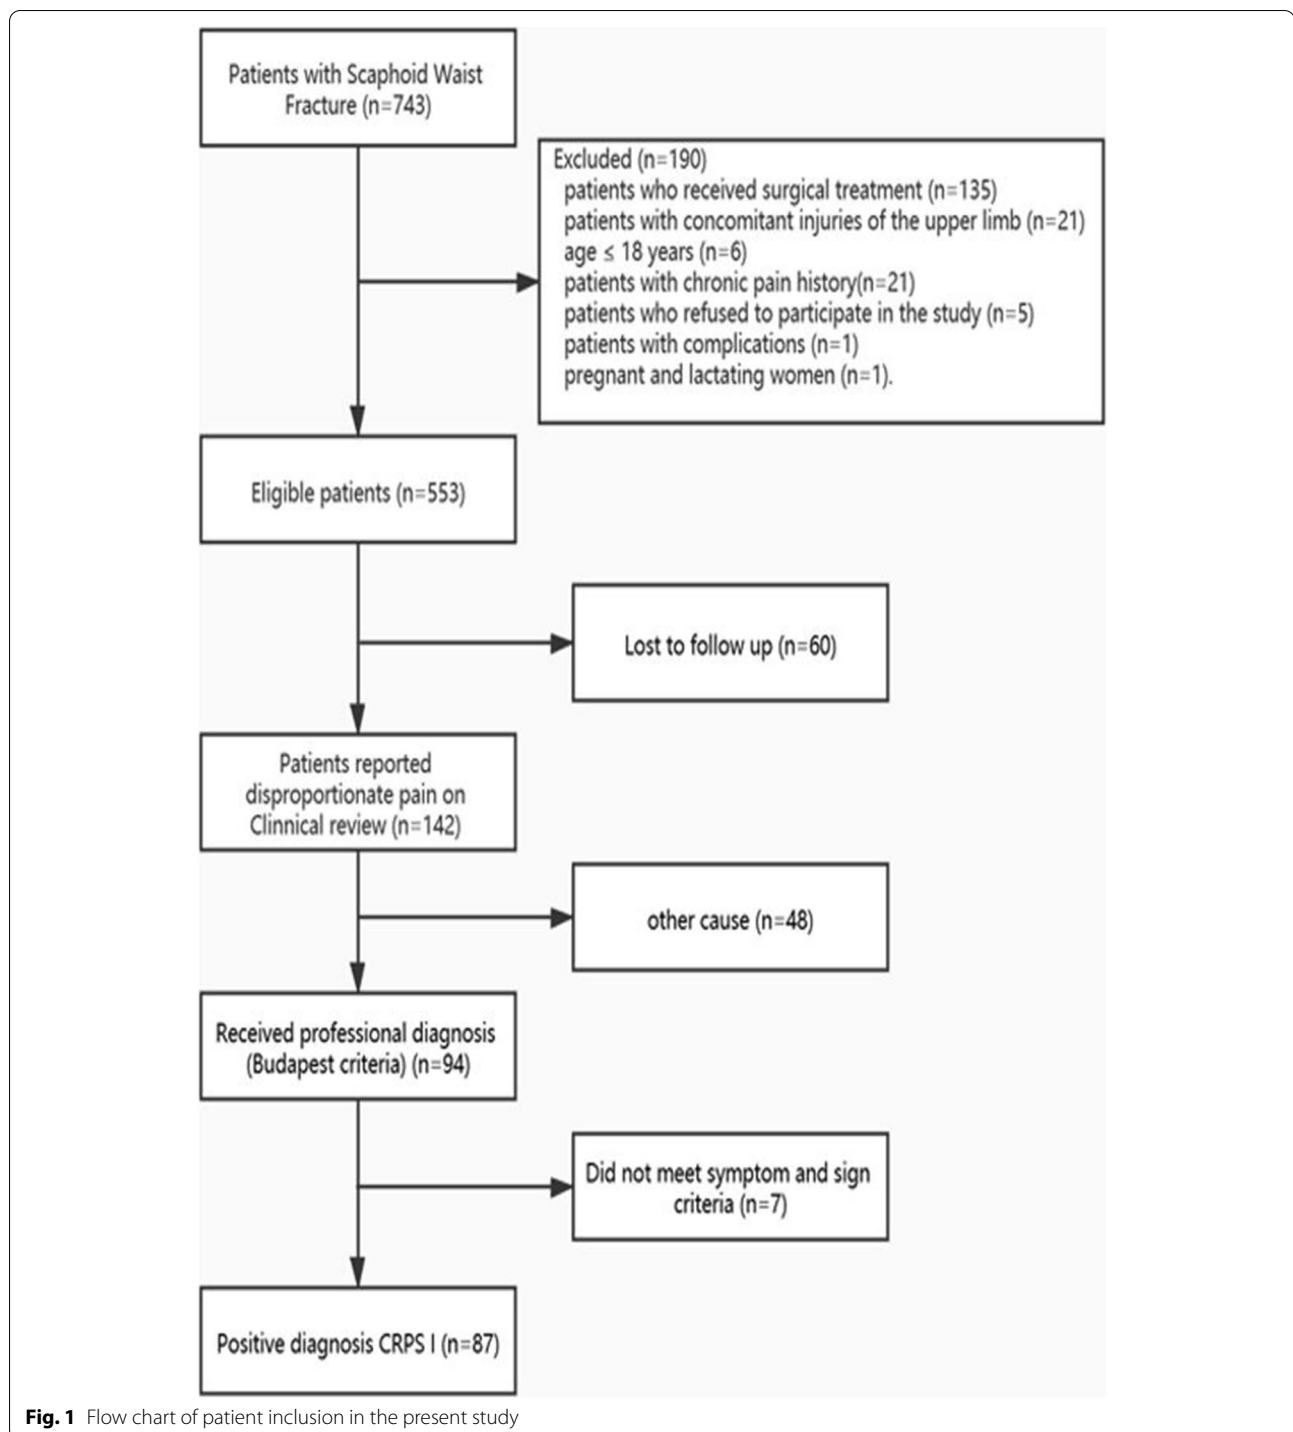 Patients with Scaphoid Waist
Fracture (n=743)
Excluded (n=190)
patients who received surgical treatment (n=135)
patients with concomitant injuries of the upper limb (n=21)
age ≤ 18 years (n=6)
patients with chronic pain history(n=21)
patients who refused to participate in the study (n=5)
patients with complications (n=1)
pregnant and lactating women (n=1).
Eligible patients (n=553)
Lost to follow up (n=60)
Patients reported
disproportionate pain on
Clinnical review (n=142)
other cause (n=48)
Received professional diagnosis
(Budapest criteria) (n=94)
Did not meet symptom and sign
criteria (n=7)
Positive diagnosis CRPS I (n=87)
Fig. 1 Flow chart of patient inclusion in the present study